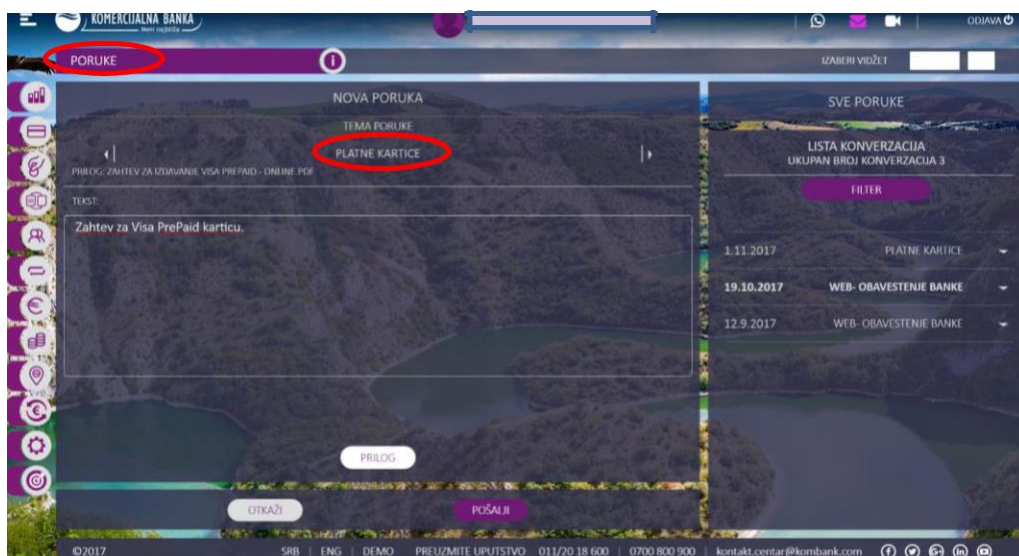 KOMERCIJALNA BANKA
Meni najbliža
ODJAVA
PORUKE
i
IZABERI VIDŽET
NOVA PORUKA
TEMA PORUKE
PLATNE KARTICE
PRILOG: ZAHTEV ZA IZDAVANJE VISA PREPAID - ONLINE.PDF
TEKST:
Zahtev za Visa PrePaid karticu.
PRILOG
OTKAŽI
POŠALJI
SVE PORUKE
LISTA KONVERZACIJA
UKUPAN BROJ KONVERZACIJA 3
FILTER
1.11.2017 PLATNE KARTICE
19.10.2017 WEB- OBAVESTENJE BANKE
12.9.2017 WEB- OBAVESTENJE BANKE
©2017 SRB | ENG | DEMO PREUZMITE UPUTSTVO 011/20 18 600 | 0700 800 900 | kontakt.centar@kombank.com